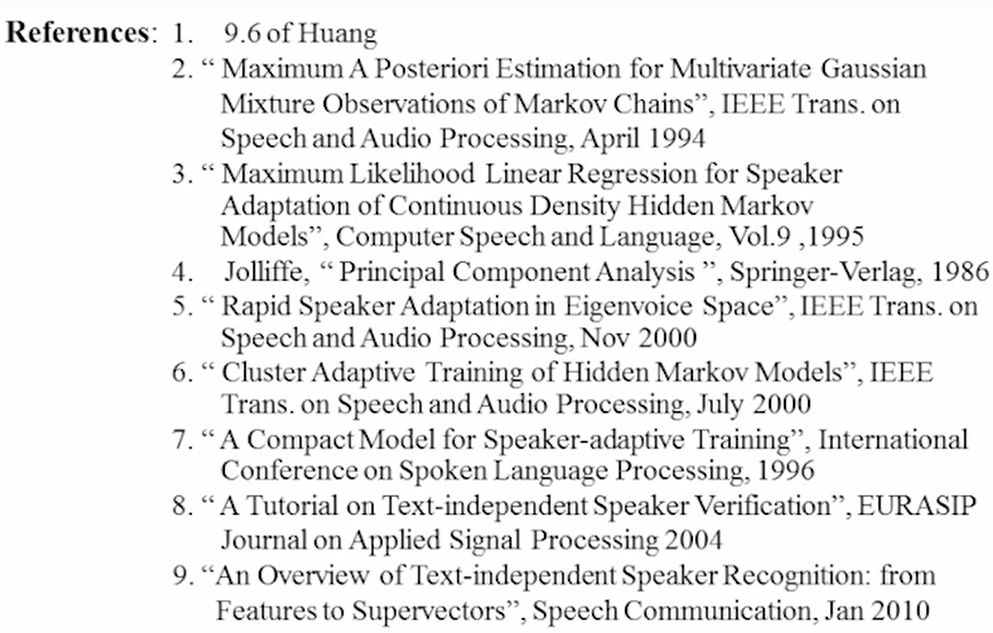 References: 1. 9.6 of Huang
2. “ Maximum A Posteriori Estimation for Multivariate Gaussian
Mixture Observations of Markov Chains”, IEEE Trans. on
Speech and Audio Processing, April 1994
3. “ Maximum Likelihood Linear Regression for Speaker
Adaptation of Continuous Density Hidden Markov
Models”, Computer Speech and Language, Vol.9 ,1995
4. Jolliffe, “ Principal Component Analysis ”, Springer-Verlag, 1986
5. “ Rapid Speaker Adaptation in Eigenvoice Space”, IEEE Trans. on
Speech and Audio Processing, Nov 2000
6. “ Cluster Adaptive Training of Hidden Markov Models”, IEEE
Trans. on Speech and Audio Processing, July 2000
7. “ A Compact Model for Speaker-adaptive Training”, International
Conference on Spoken Language Processing, 1996
8. “ A Tutorial on Text-independent Speaker Verification”, EURASIP
Journal on Applied Signal Processing 2004
9. “An Overview of Text-independent Speaker Recognition: from
Features to Supervectors”, Speech Communication, Jan 2010